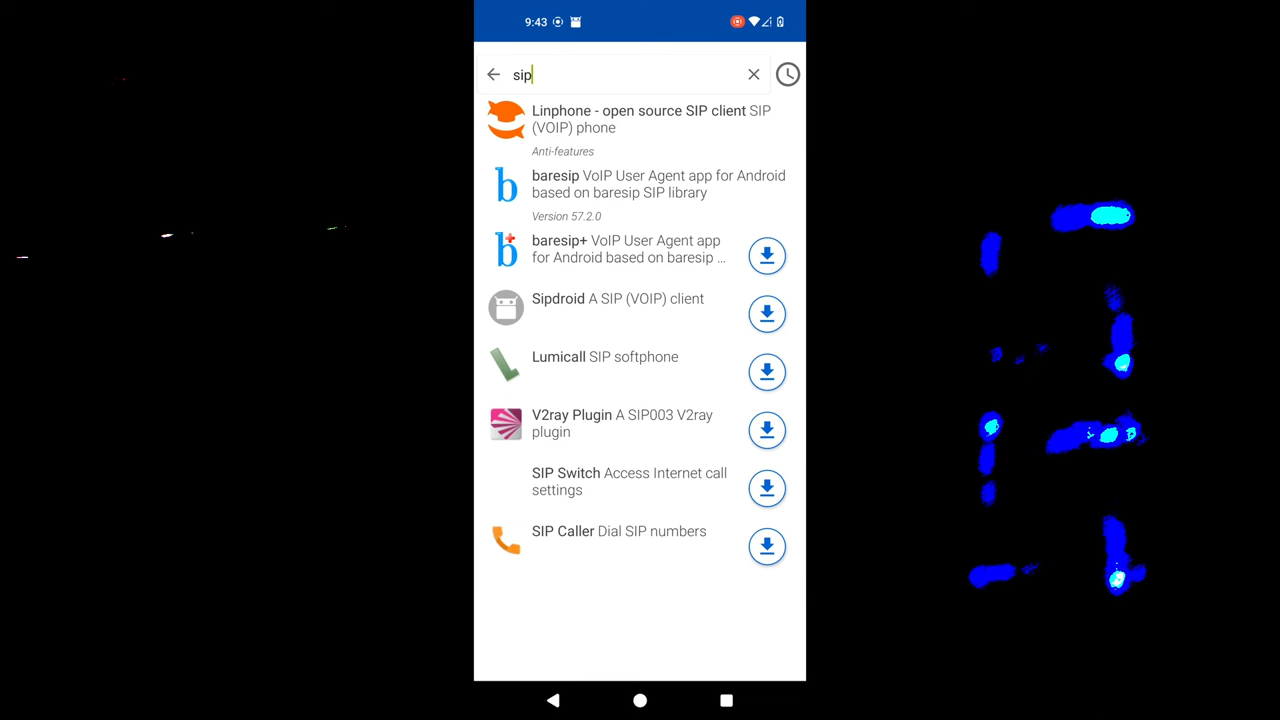 9:43
sip
Linphone - open source SIP client SIP
(VOIP) phone
Anti-features
baresip VoIP User Agent app for Android
based on baresip SIP library
Version 57.2.0
baresip+ VoIP User Agent app
for Android based on baresip ...
Sipdroid A SIP (VOIP) client
Lumicall SIP softphone
V2ray Plugin A SIP003 V2ray
plugin
SIP Switch Access Internet call
settings
SIP Caller Dial SIP numbers